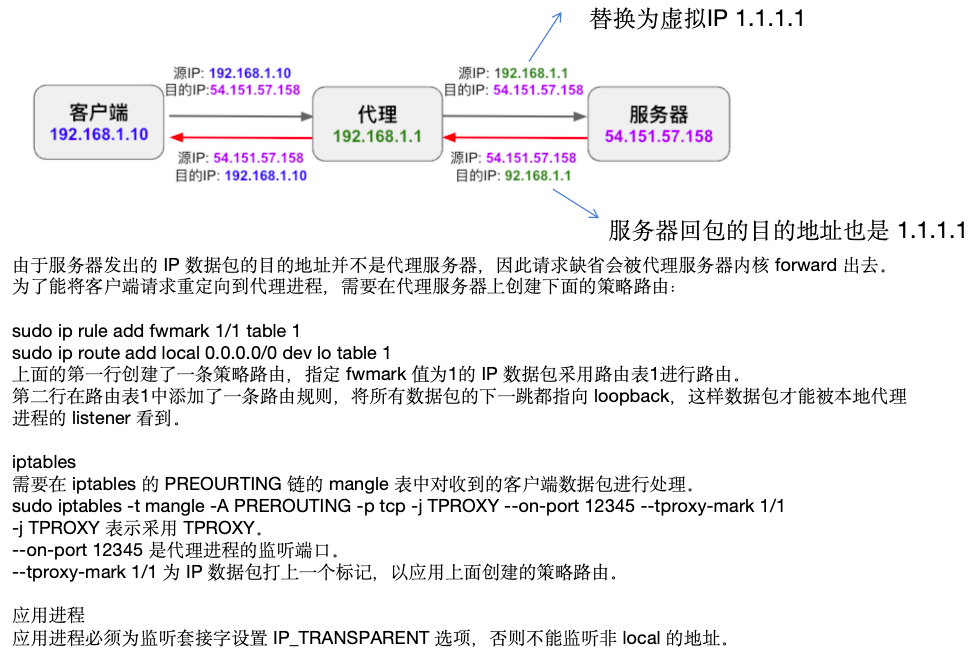 替换为虚拟IP 1.1.1.1
源IP: 192.168.1.10
目的IP:54.151.57.158
源IP: 192.168.1.1
目的IP: 54.151.57.158
客户端
192.168.1.10
代理
192.168.1.1
服务器
54.151.57.158
源IP: 54.151.57.158
目的IP: 192.168.1.10
源IP: 54.151.57.158
目的IP: 92.168.1.1
服务器回包的目的地址也是 1.1.1.1
由于服务器发出的 IP 数据包的目的地址并不是代理服务器，因此请求缺省会被代理服务器内核 forward 出去。
为了能将客户端请求重定向到代理进程，需要在代理服务器上创建下面的策略路由：
sudo ip rule add fwmark 1/1 table 1
sudo ip route add local 0.0.0.0/0 dev lo table 1
上面的第一行创建了一条策略路由，指定 fwmark 值为1的 IP 数据包采用路由表1进行路由。
第二行在路由表1中添加了一条路由规则，将所有数据包的下一跳都指向 loopback，这样数据包才能被本地代理
进程的 listener 看到。
iptables
需要在 iptables 的 PREOURTING 链的 mangle 表中对收到的客户端数据包进行处理。
sudo iptables -t mangle -A PREROUTING -p tcp -j TPROXY --on-port 12345 --tproxy-mark 1/1
-j TPROXY 表示采用 TPROXY。
--on-port 12345 是代理进程的监听端口。
--tproxy-mark 1/1 为 IP 数据包打上一个标记，以应用上面创建的策略路由。
应用进程
应用进程必须为监听套接字设置 IP_TRANSPARENT 选项，否则不能监听非 local 的地址。